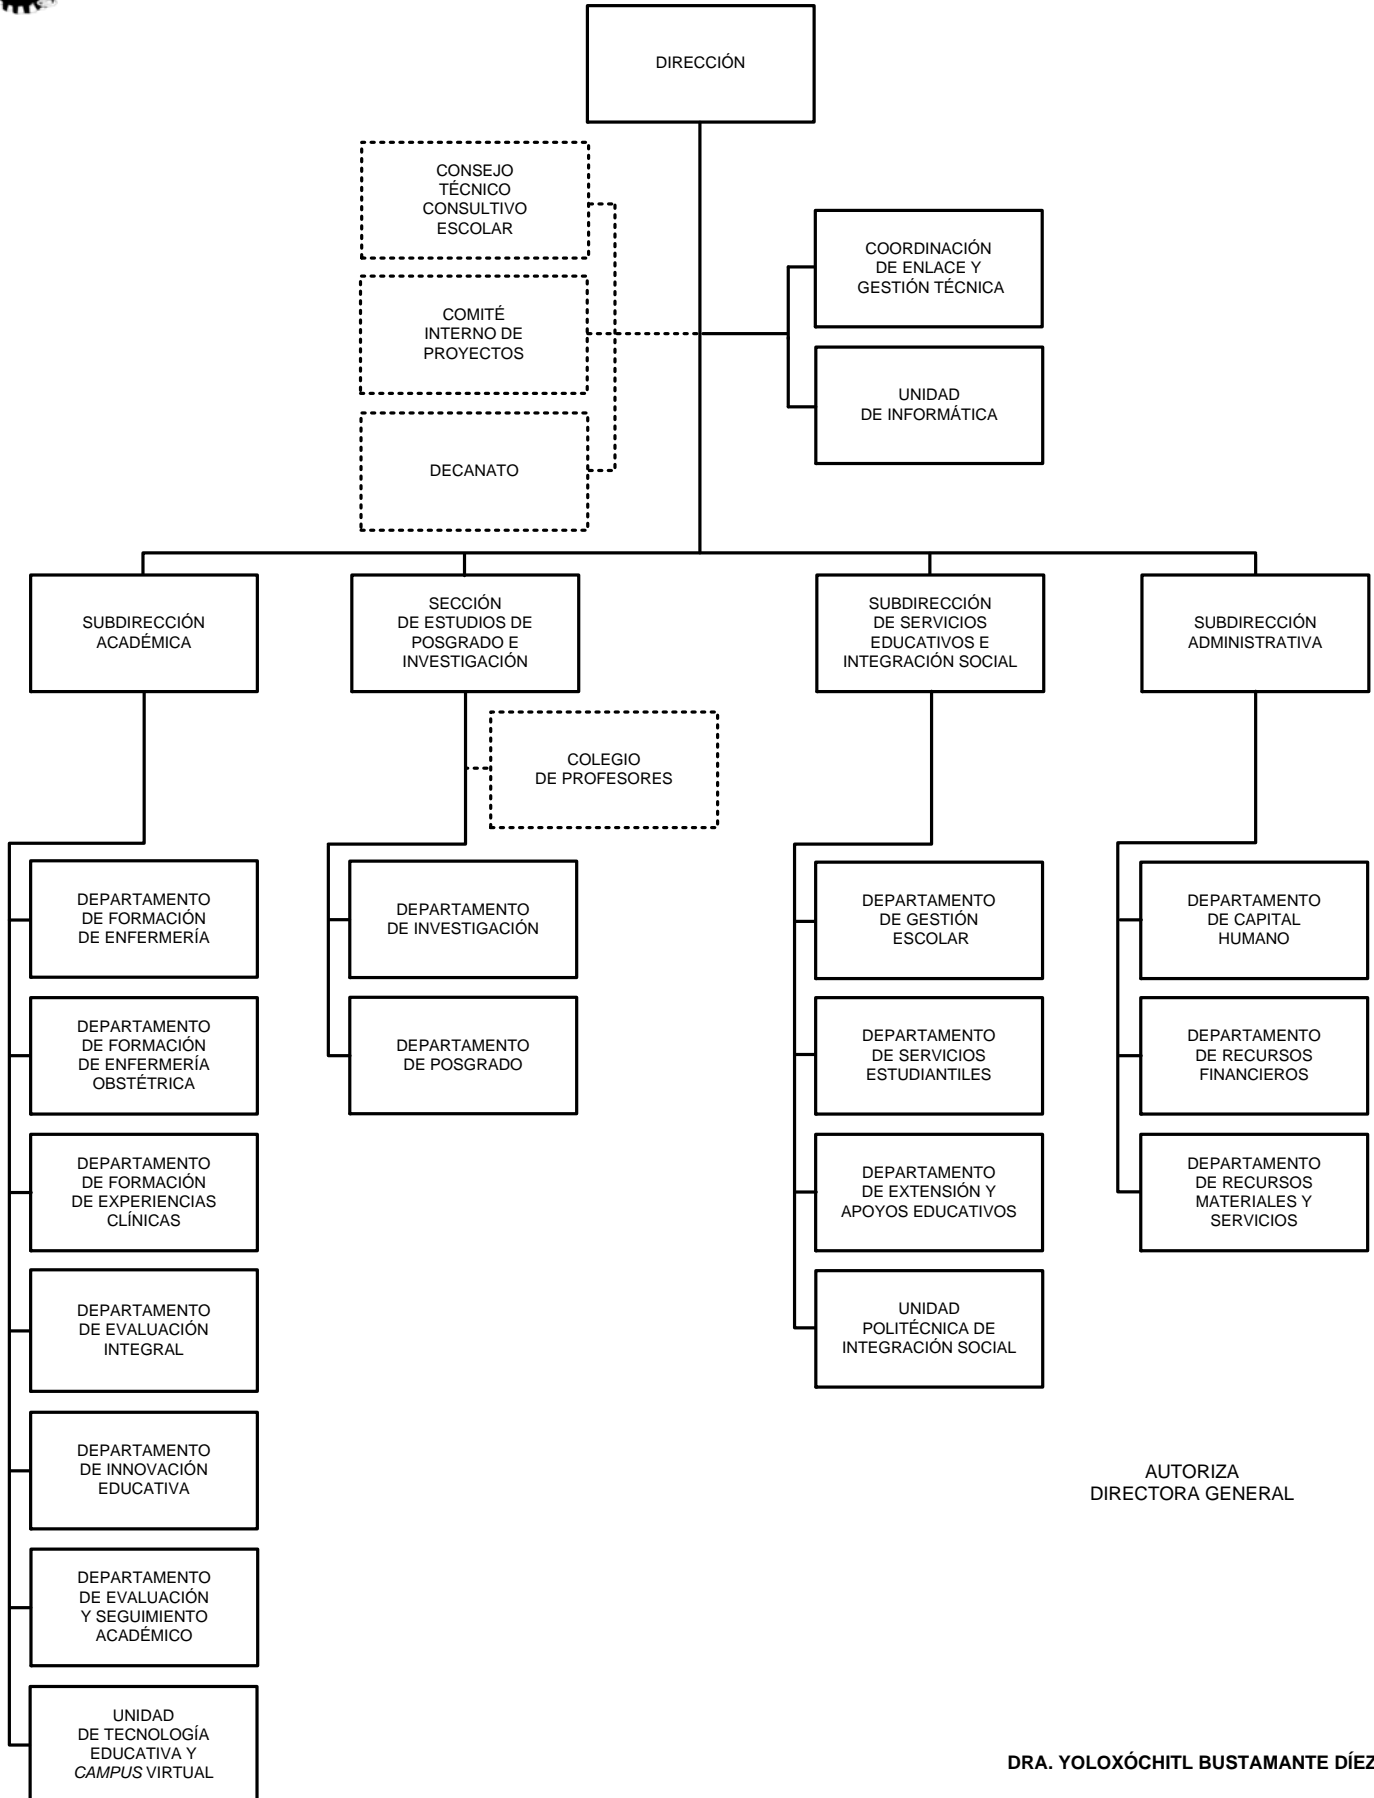 DIRECCIÓN
CONSEJO
TÉCNICO
CONSULTIVO
ESCOLAR
COORDINACIÓN
DE ENLACE Y
GESTIÓN TÉCNICA
COMITÉ
INTERNO DE
PROYECTOS
UNIDAD
DE INFORMÁTICA
DECANATO
SUBDIRECCIÓN
ACADÉMICA
SECCIÓN
DE ESTUDIOS DE
POSGRADO E
INVESTIGACIÓN
SUBDIRECCIÓN
DE SERVICIOS
EDUCATIVOS E
INTEGRACIÓN SOCIAL
SUBDIRECCIÓN
ADMINISTRATIVA
COLEGIO
DE PROFESORES
DEPARTAMENTO
DE FORMACIÓN
DE ENFERMERÍA
DEPARTAMENTO
DE FORMACIÓN
DE ENFERMERÍA
OBSTÉTRICA
DEPARTAMENTO
DE FORMACIÓN
DE EXPERIENCIAS
CLÍNICAS
DEPARTAMENTO
DE EVALUACIÓN
INTEGRAL
DEPARTAMENTO
DE INNOVACIÓN
EDUCATIVA
DEPARTAMENTO
DE EVALUACIÓN
Y SEGUIMIENTO
ACADÉMICO
UNIDAD
DE TECNOLOGÍA
EDUCATIVA Y
CAMPUS VIRTUAL
DEPARTAMENTO
DE INVESTIGACIÓN
DEPARTAMENTO
DE POSGRADO
DEPARTAMENTO
DE GESTIÓN
ESCOLAR
DEPARTAMENTO
DE SERVICIOS
ESTUDIANTILES
DEPARTAMENTO
DE EXTENSIÓN Y
APOYOS EDUCATIVOS
UNIDAD
POLITÉCNICA DE
INTEGRACIÓN SOCIAL
DEPARTAMENTO
DE CAPITAL
HUMANO
DEPARTAMENTO
DE RECURSOS
FINANCIEROS
DEPARTAMENTO
DE RECURSOS
MATERIALES Y
SERVICIOS
AUTORIZA
DIRECTORA GENERAL
DRA. YOLOXÓCHITL BUSTAMANTE DÍEZ